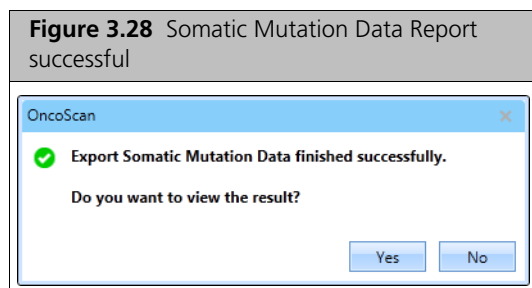 Figure 3.28 Somatic Mutation Data Report
successful
OncoScan
Export Somatic Mutation Data finished successfully.
Do you want to view the result?
Yes No